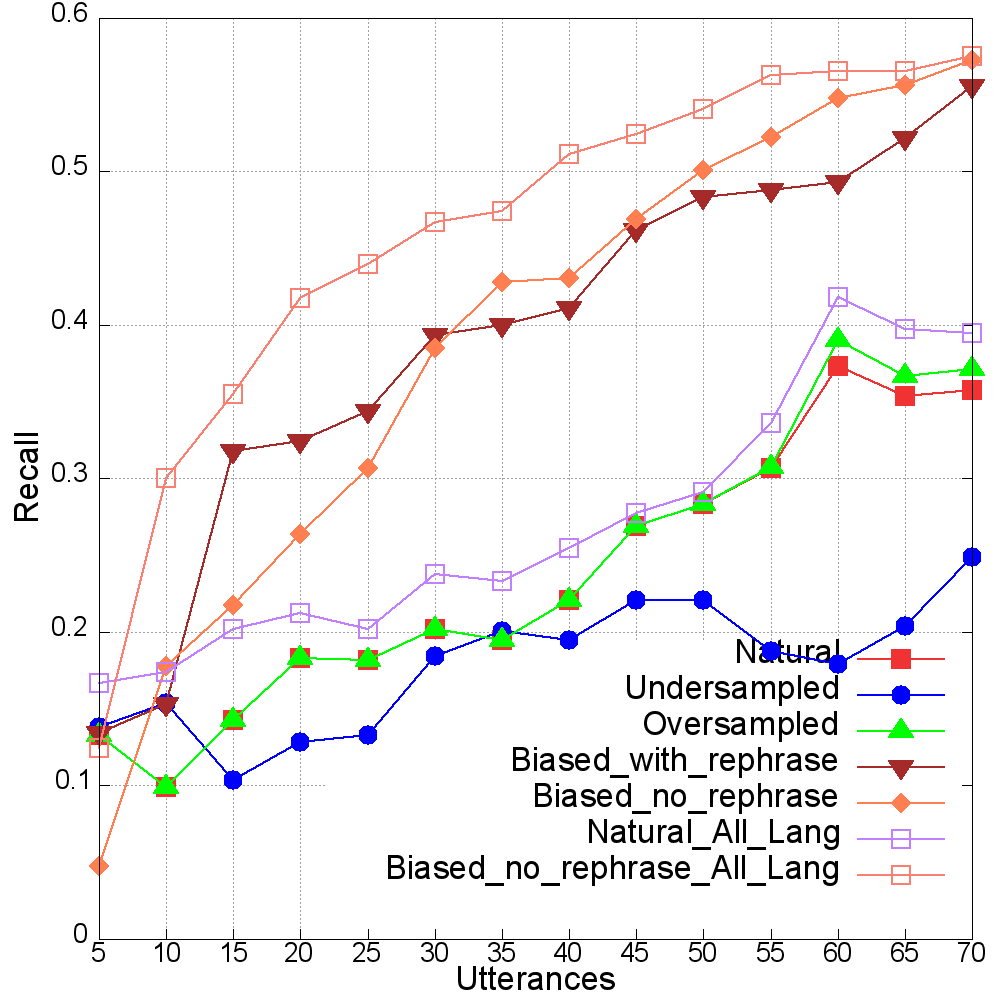 0.6
0.5
0.4
0.3
0.2
0.1
0
Recall
Natural
Undersampled
Oversampled
Biased_with_rephrase
Biased_no_rephrase
Natural_All_Lang
Biased_no_rephrase_All_Lang
5 10 15 20 25 30 35 40 45 50 55 60 65 70
Utterances